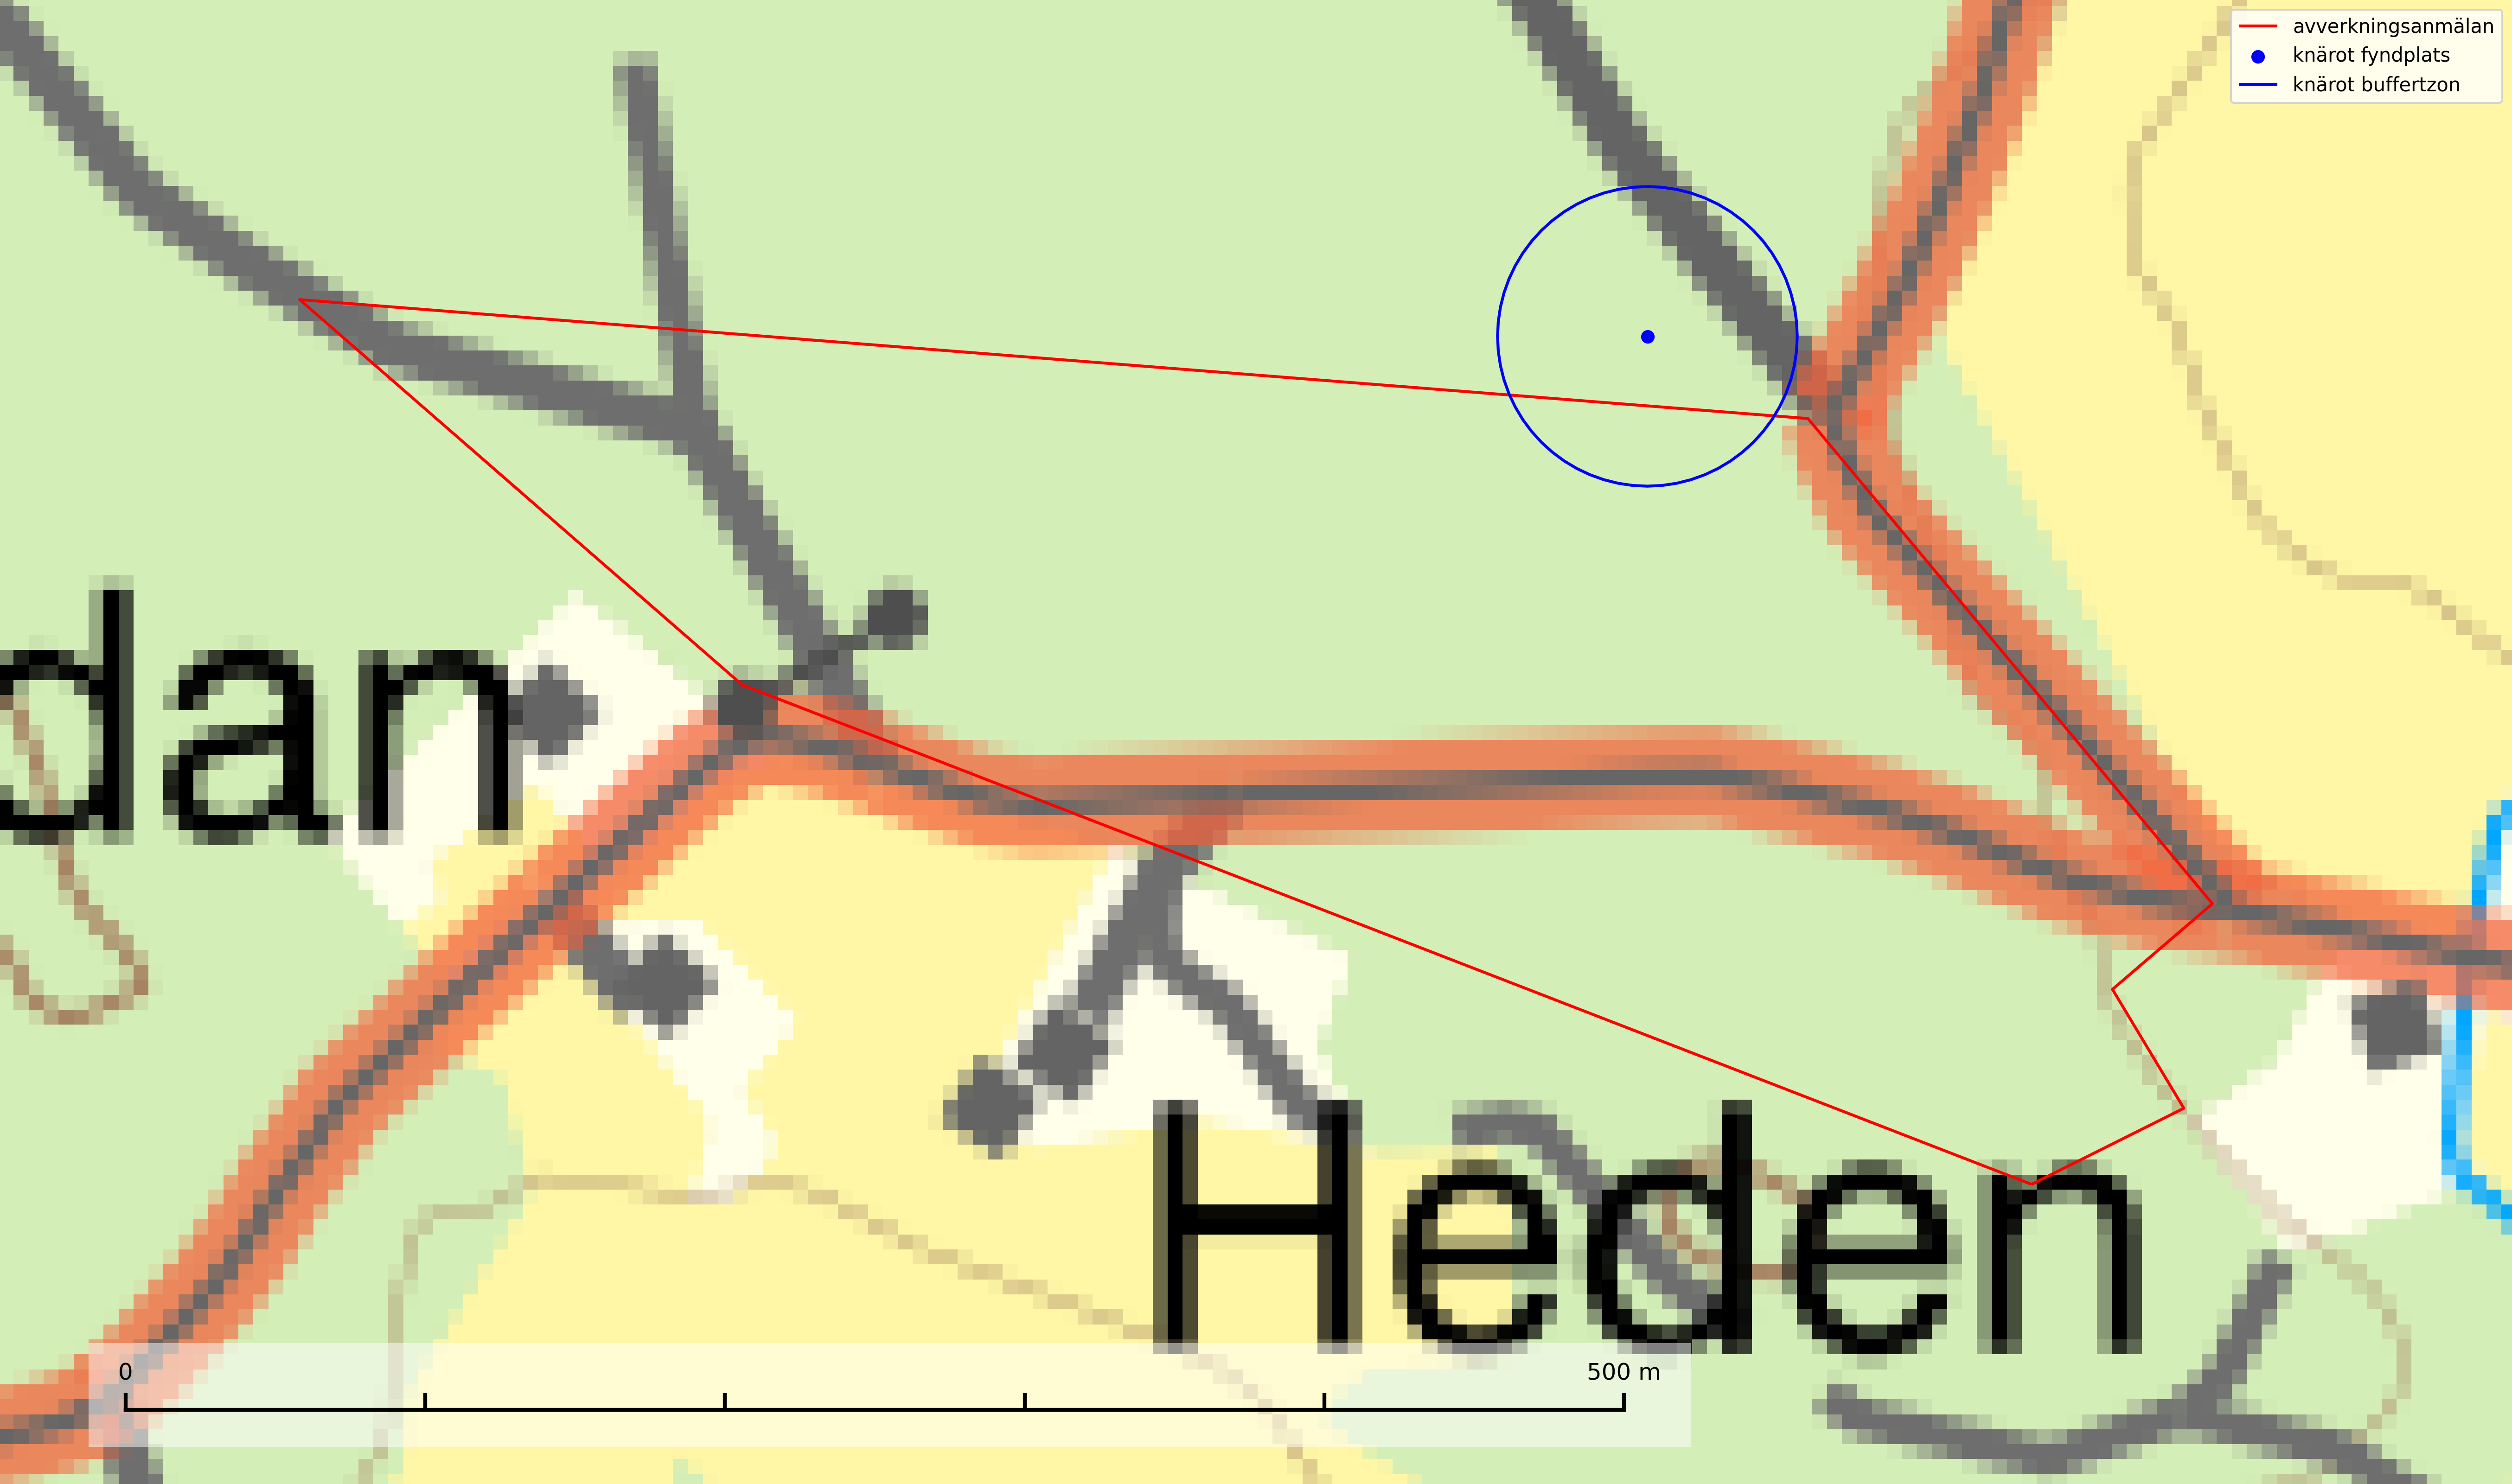 avverkningsanmälan
knärot fyndplats
knärot buffertzon
dan
Heden
0 500 m